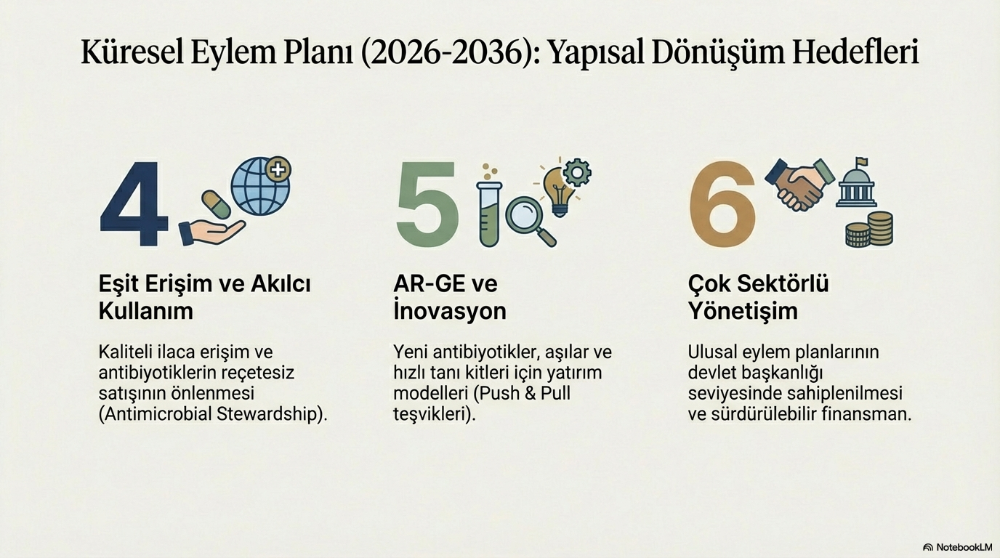 Küresel Eylem Planı (2026-2036): Yapısal Dönüşüm Hedefleri
4
Eşit Erişim ve Akılcı
Kullanım
Kaliteli ilaca erişim ve
antibiyotiklerin reçetesiz
satışının önlenmesi
(Antimicrobial Stewardship).
5
AR-GE ve
İnovasyon
Yeni antibiyotikler, aşılar ve
hızlı tanı kitleri için yatırım
modelleri (Push & Pull
teşvikleri).
6
Çok Sektörlü
Yönetişim
Ulusal eylem planlarının
devlet başkanlığı
seviyesinde sahiplenilmesi
ve sürdürülebilir finansman.
NotebookLM